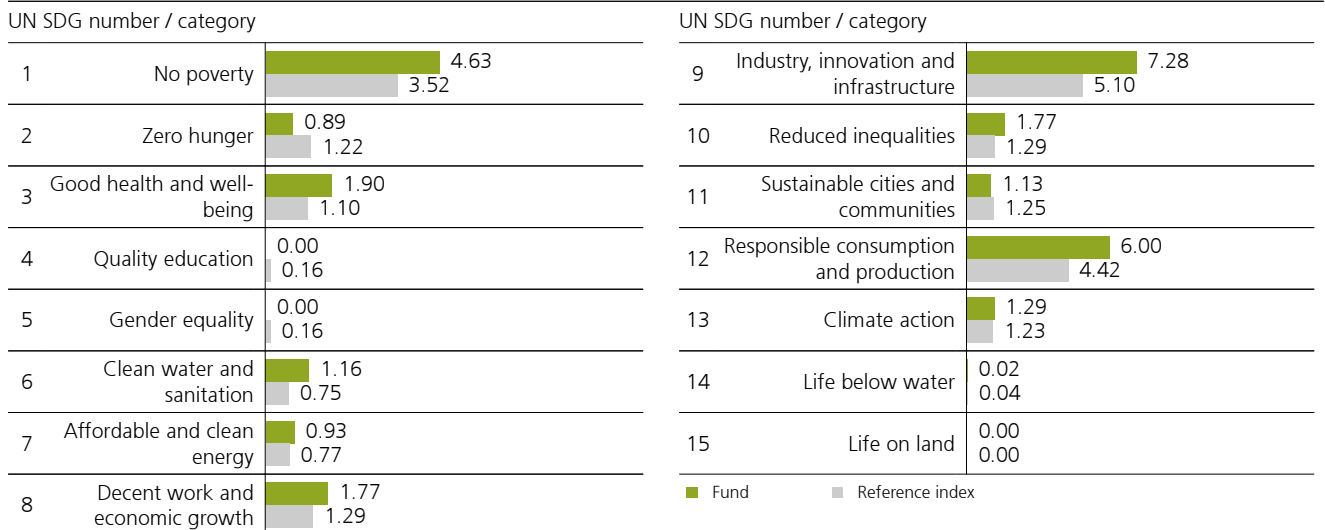 UN SDG number / category
1 No poverty 4.63
3.52
2 Zero hunger 0.89
1.22
3 Good health and well-
being 1.90
1.10
4 Quality education 0.00
0.16
5 Gender equality 0.00
0.16
6 Clean water and
sanitation 1.16
0.75
7 Affordable and clean
energy 0.93
0.77
8 Decent work and
economic growth 1.77
1.29
UN SDG number / category
9 Industry, innovation and
infrastructure 7.28
5.10
10 Reduced inequalities 1.77
1.29
11 Sustainable cities and
communities 1.13
1.25
12 Responsible consumption
and production 6.00
4.42
13 Climate action 1.29
1.23
14 Life below water 0.02
0.04
15 Life on land 0.00
0.00
Fund Reference index